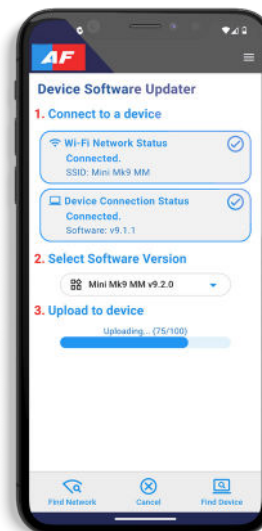 AF
Device Software Updater
1. Connect to a device
Wi-Fi Network Status
Connected.
SSID: Mini Mk9 MM
Device Connection Status
Connected.
Software: v9.1.1
2. Select Software Version
Mini Mk9 MM v9.2.0
3. Upload to device
Uploading... (75/100)
Find Network
Cancel
Find Device